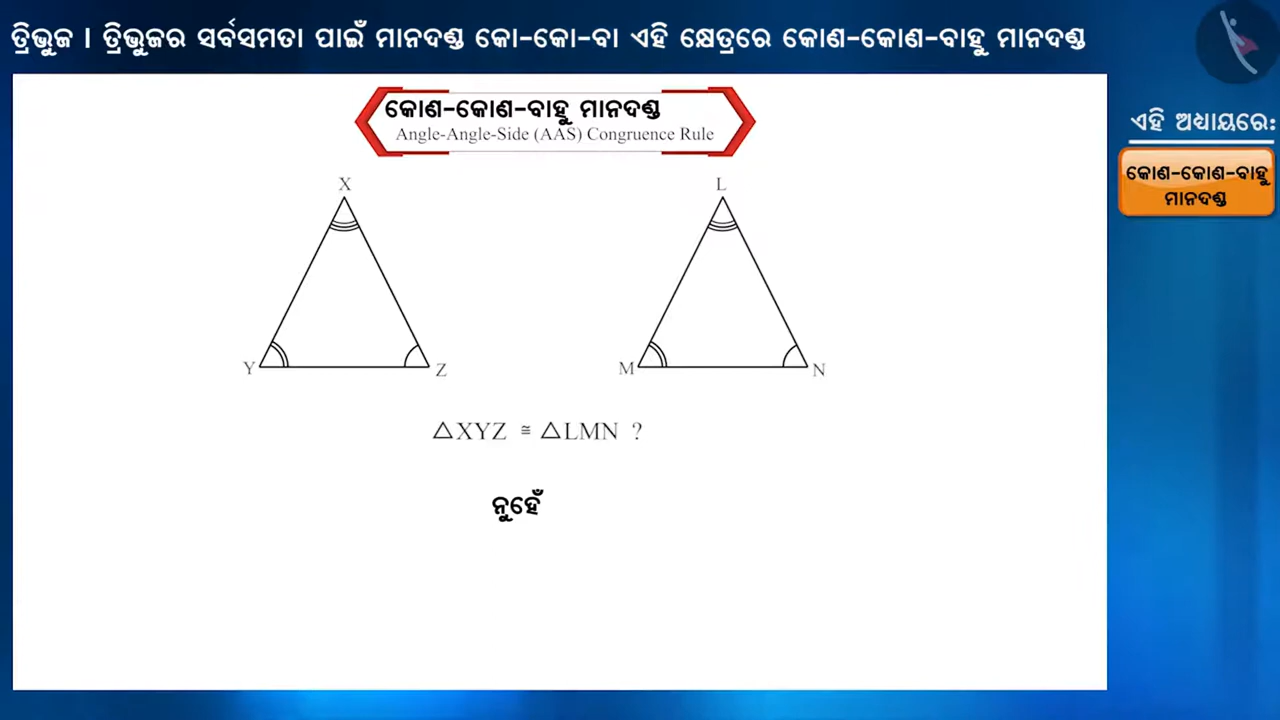 ତ୍ରିଭୁଜ । ତ୍ରିଭୁଜର ସର୍ବସମତା ପାଇଁ ମାନଦଣ୍ଡ କୋ-କୋ-ବା ଏହି କ୍ଷେତ୍ରରେ କୋଣ-କୋଣ-ବାହୁ ମାନଦଣ୍ଡ
କୋଣ-କୋଣ-ବାହୁ ମାନଦଣ୍ଡ
Angle-Angle-Side (AAS) Congruence Rule
ଏହି ଅଧ୍ୟାୟରେ:
କୋଣ-କୋଣ-ବାହୁ
ମାନଦଣ୍ଡ
X L
Y Z M N
△XYZ ≅ △LMN ?
ନୁହେଁ